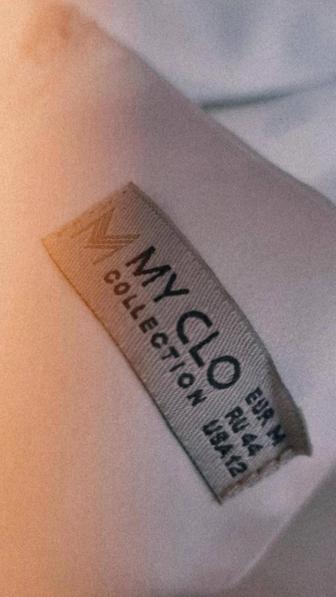 MY CLO
COLLECTION
EUR M
RU 44
USA 12